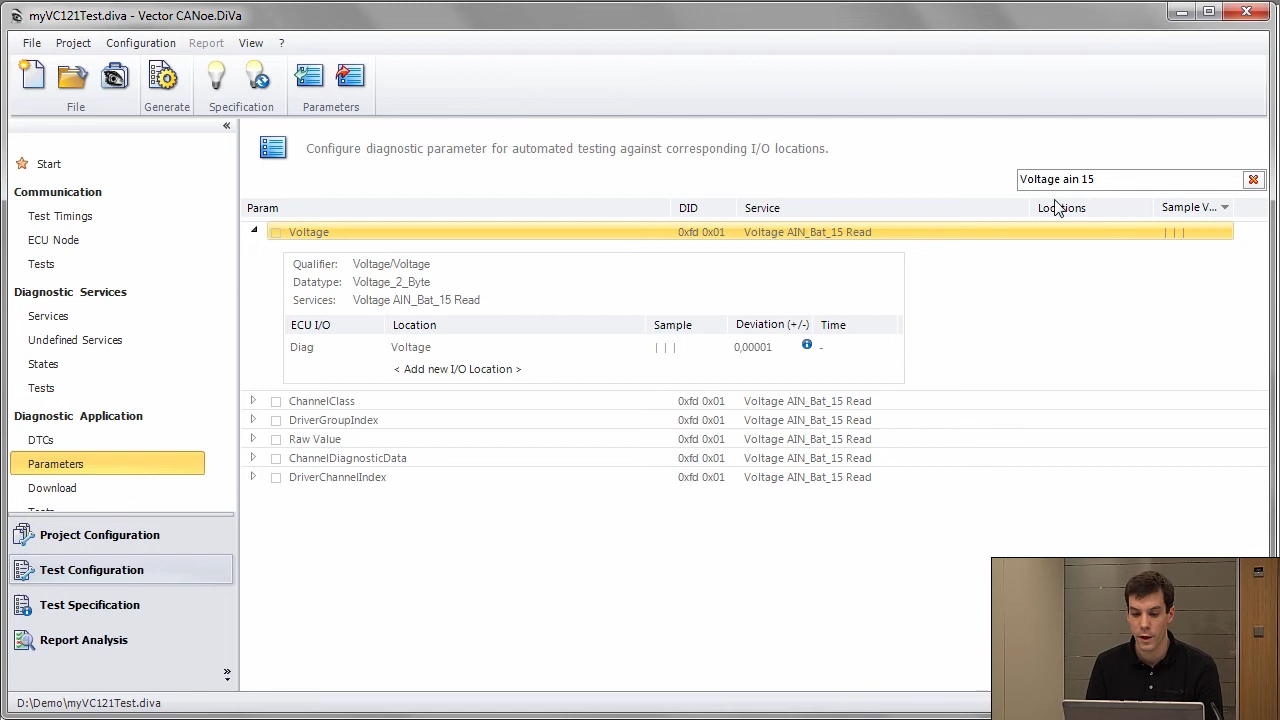 myVC121Test.diva - Vector CANoe.DiVa
File Project Configuration Report View ?
File Generate Specification Parameters
«
Start
Communication
Test Timings
ECU Node
Tests
Diagnostic Services
Services
Undefined Services
States
Tests
Diagnostic Application
DTCs
Parameters
Download
Project Configuration
Test Configuration
Test Specification
Report Analysis
»
Configure diagnostic parameter for automated testing against corresponding I/O locations.
Voltage ain 15
Param DID Service Locations Sample V...
Voltage 0xfd 0x01 Voltage AIN_Bat_15 Read | | |
Qualifier: Voltage/Voltage
Datatype: Voltage_2_Byte
Services: Voltage AIN_Bat_15 Read
ECU I/O Location Sample Deviation (+/-) Time
Diag Voltage | | | 0,00001 -
< Add new I/O Location >
ChannelClass 0xfd 0x01 Voltage AIN_Bat_15 Read
DriverGroupIndex 0xfd 0x01 Voltage AIN_Bat_15 Read
Raw Value 0xfd 0x01 Voltage AIN_Bat_15 Read
ChannelDiagnosticData 0xfd 0x01 Voltage AIN_Bat_15 Read
DriverChannelIndex 0xfd 0x01 Voltage AIN_Bat_15 Read
D:\Demo\myVC121Test.diva